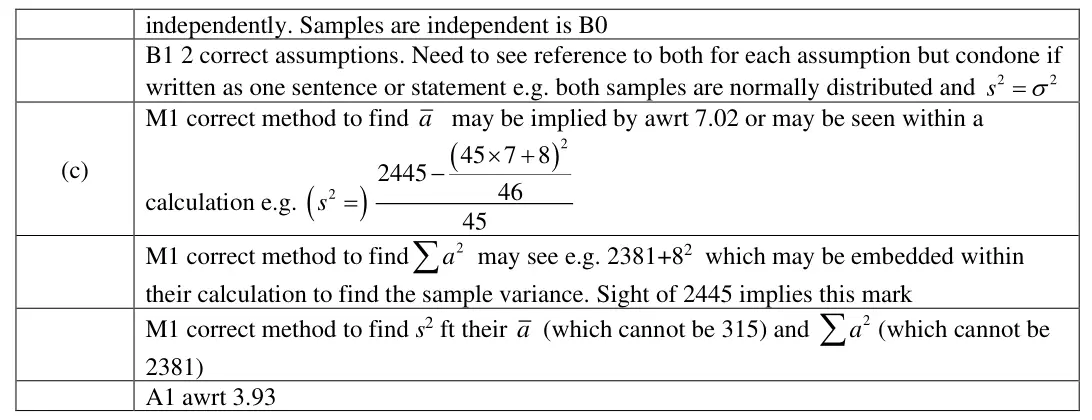 independently. Samples are independent is B0
B1 2 correct assumptions. Need to see reference to both for each assumption but condone if
written as one sentence or statement e.g. both samples are normally distributed and s² = σ²
(c)
M1 correct method to find a̅ may be implied by awrt 7.02 or may be seen within a
calculation e.g. (s² =) (2445 − (45×7+8)²/46)/45
M1 correct method to find ∑a² may see e.g. 2381+8² which may be embedded within
their calculation to find the sample variance. Sight of 2445 implies this mark
M1 correct method to find s² ft their a̅ (which cannot be 315) and ∑a² (which cannot be
2381)
A1 awrt 3.93